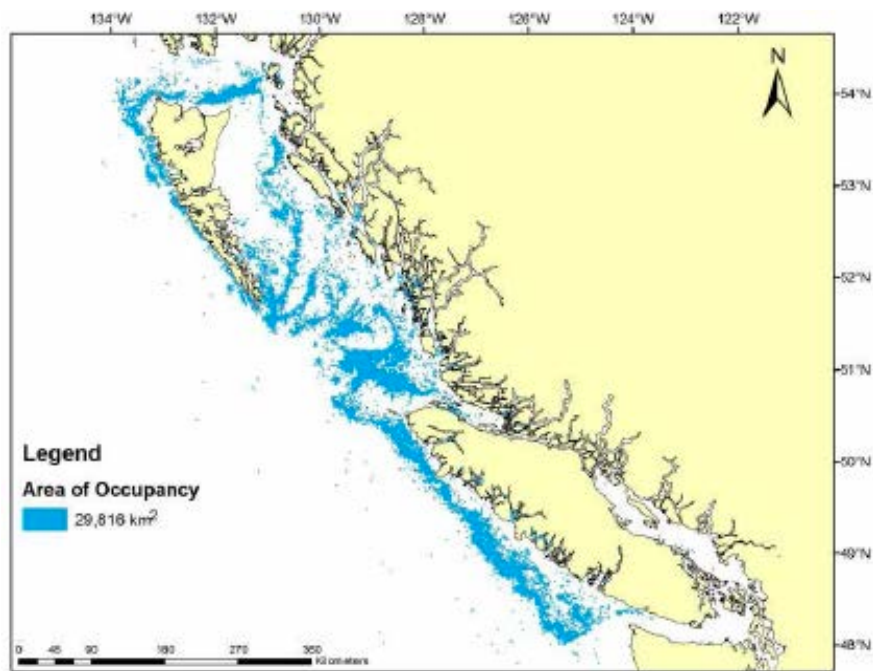 134°W 132°W 130°W 128°W 126°W 124°W 122°W
N
54°N
53°N
52°N
51°N
50°N
49°N
48°N
Legend
Area of Occupancy
29,816 km²
0 45 90 180 270 360
Kilometers